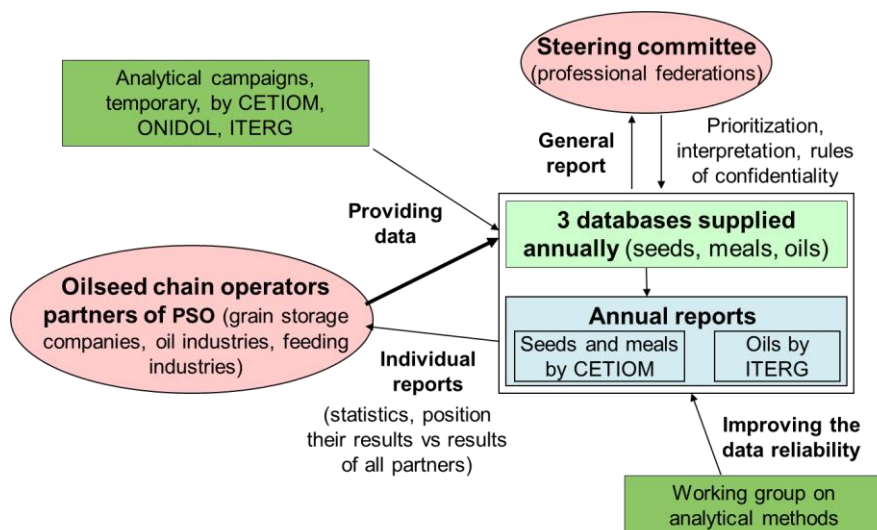 Steering committee
(professional federations)
Analytical campaigns,
temporary, by CETIOM,
ONIDOL, ITERG
General
report
Prioritization,
interpretation, rules
of confidentiality
Providing
data
3 databases supplied
annually (seeds, meals, oils)
Oilseed chain operators
partners of PSO (grain storage
companies, oil industries, feeding
industries)
Annual reports
Seeds and meals
by CETIOM
Oils by
ITERG
Individual
reports
(statistics, position
their results vs results
of all partners)
Improving the
data reliability
Working group on
analytical methods